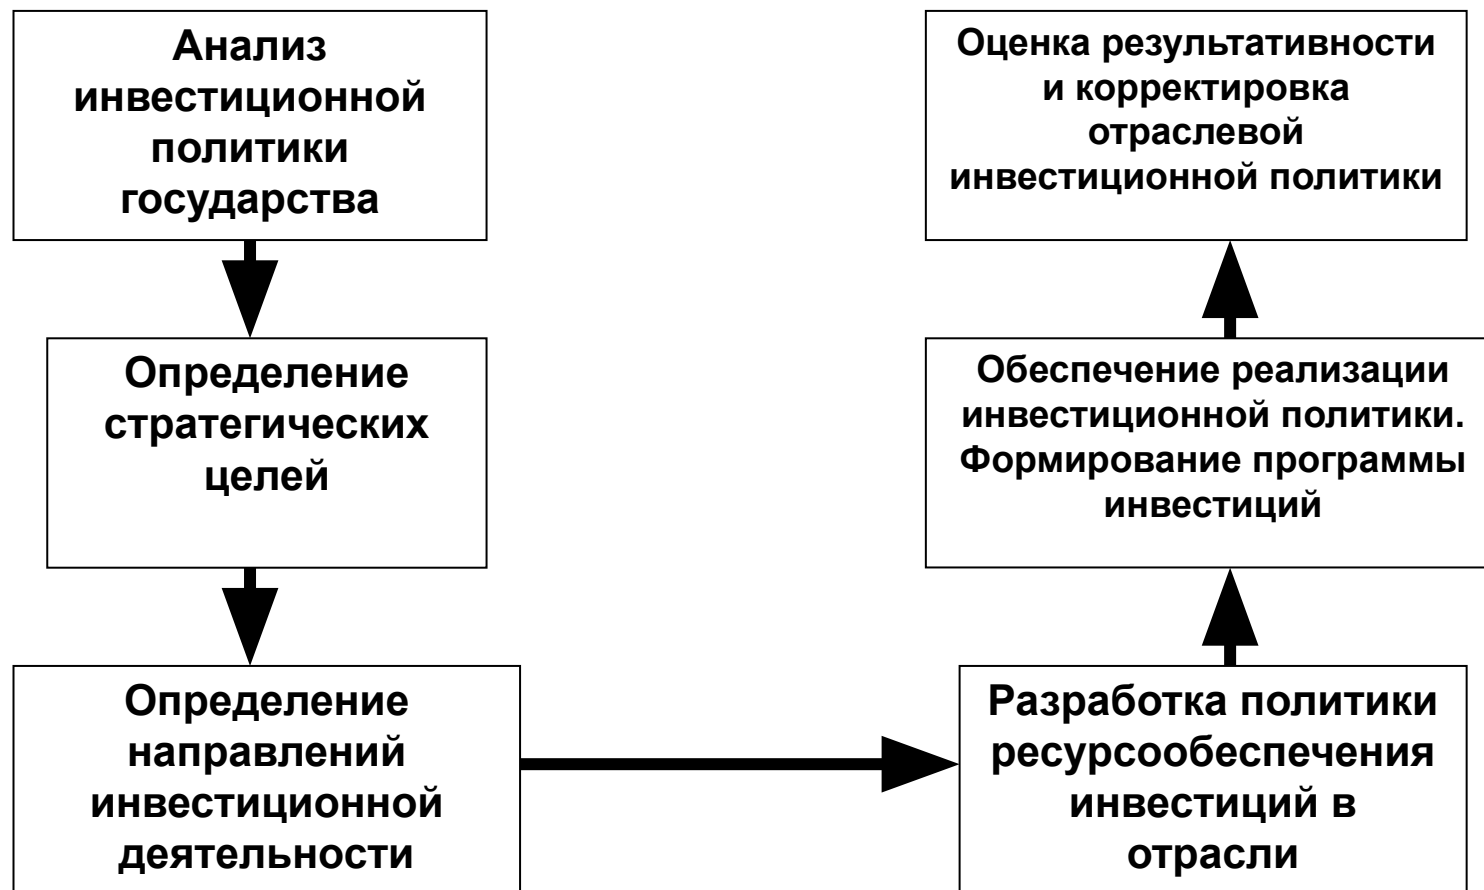 Анализ
инвестиционной
политики
государства
Определение
стратегических
целей
Определение
направлений
инвестиционной
деятельности
Разработка политики
ресурсообеспечения
инвестиций в
отрасли
Обеспечение реализации
инвестиционной политики.
Формирование программы
инвестиций
Оценка результативности
и корректировка
отраслевой
инвестиционной политики